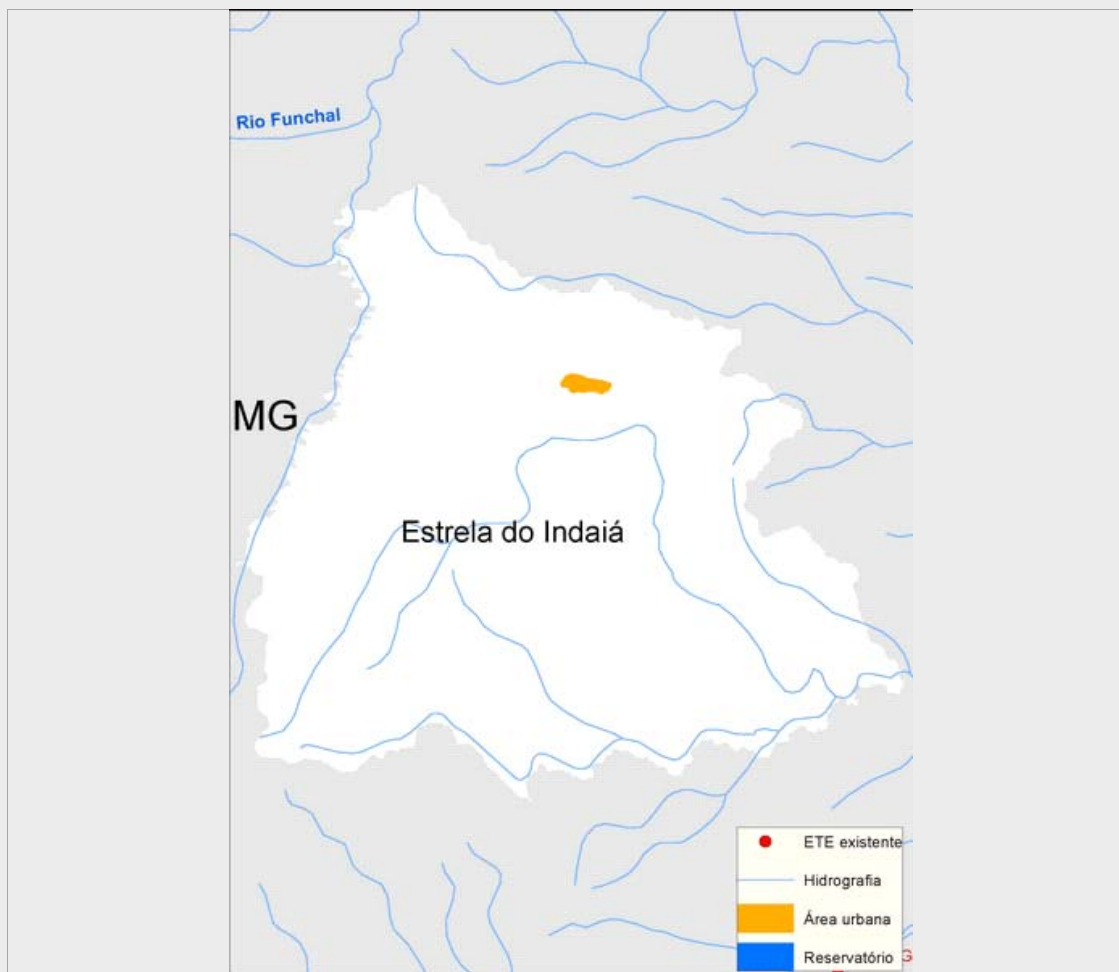 Rio Funchal
MG
Estrela do Indaiá
ETE existente
Hidrografia
Área urbana
Reservatório
G